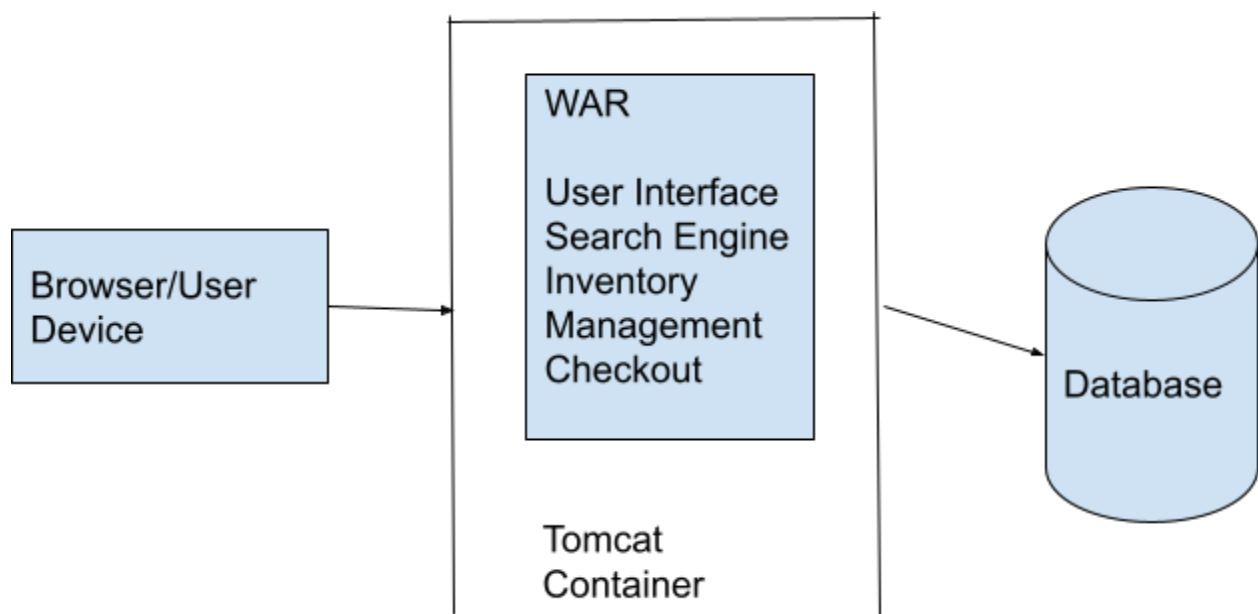 Browser/User
Device
WAR
User Interface
Search Engine
Inventory
Management
Checkout
Tomcat
Container
Database